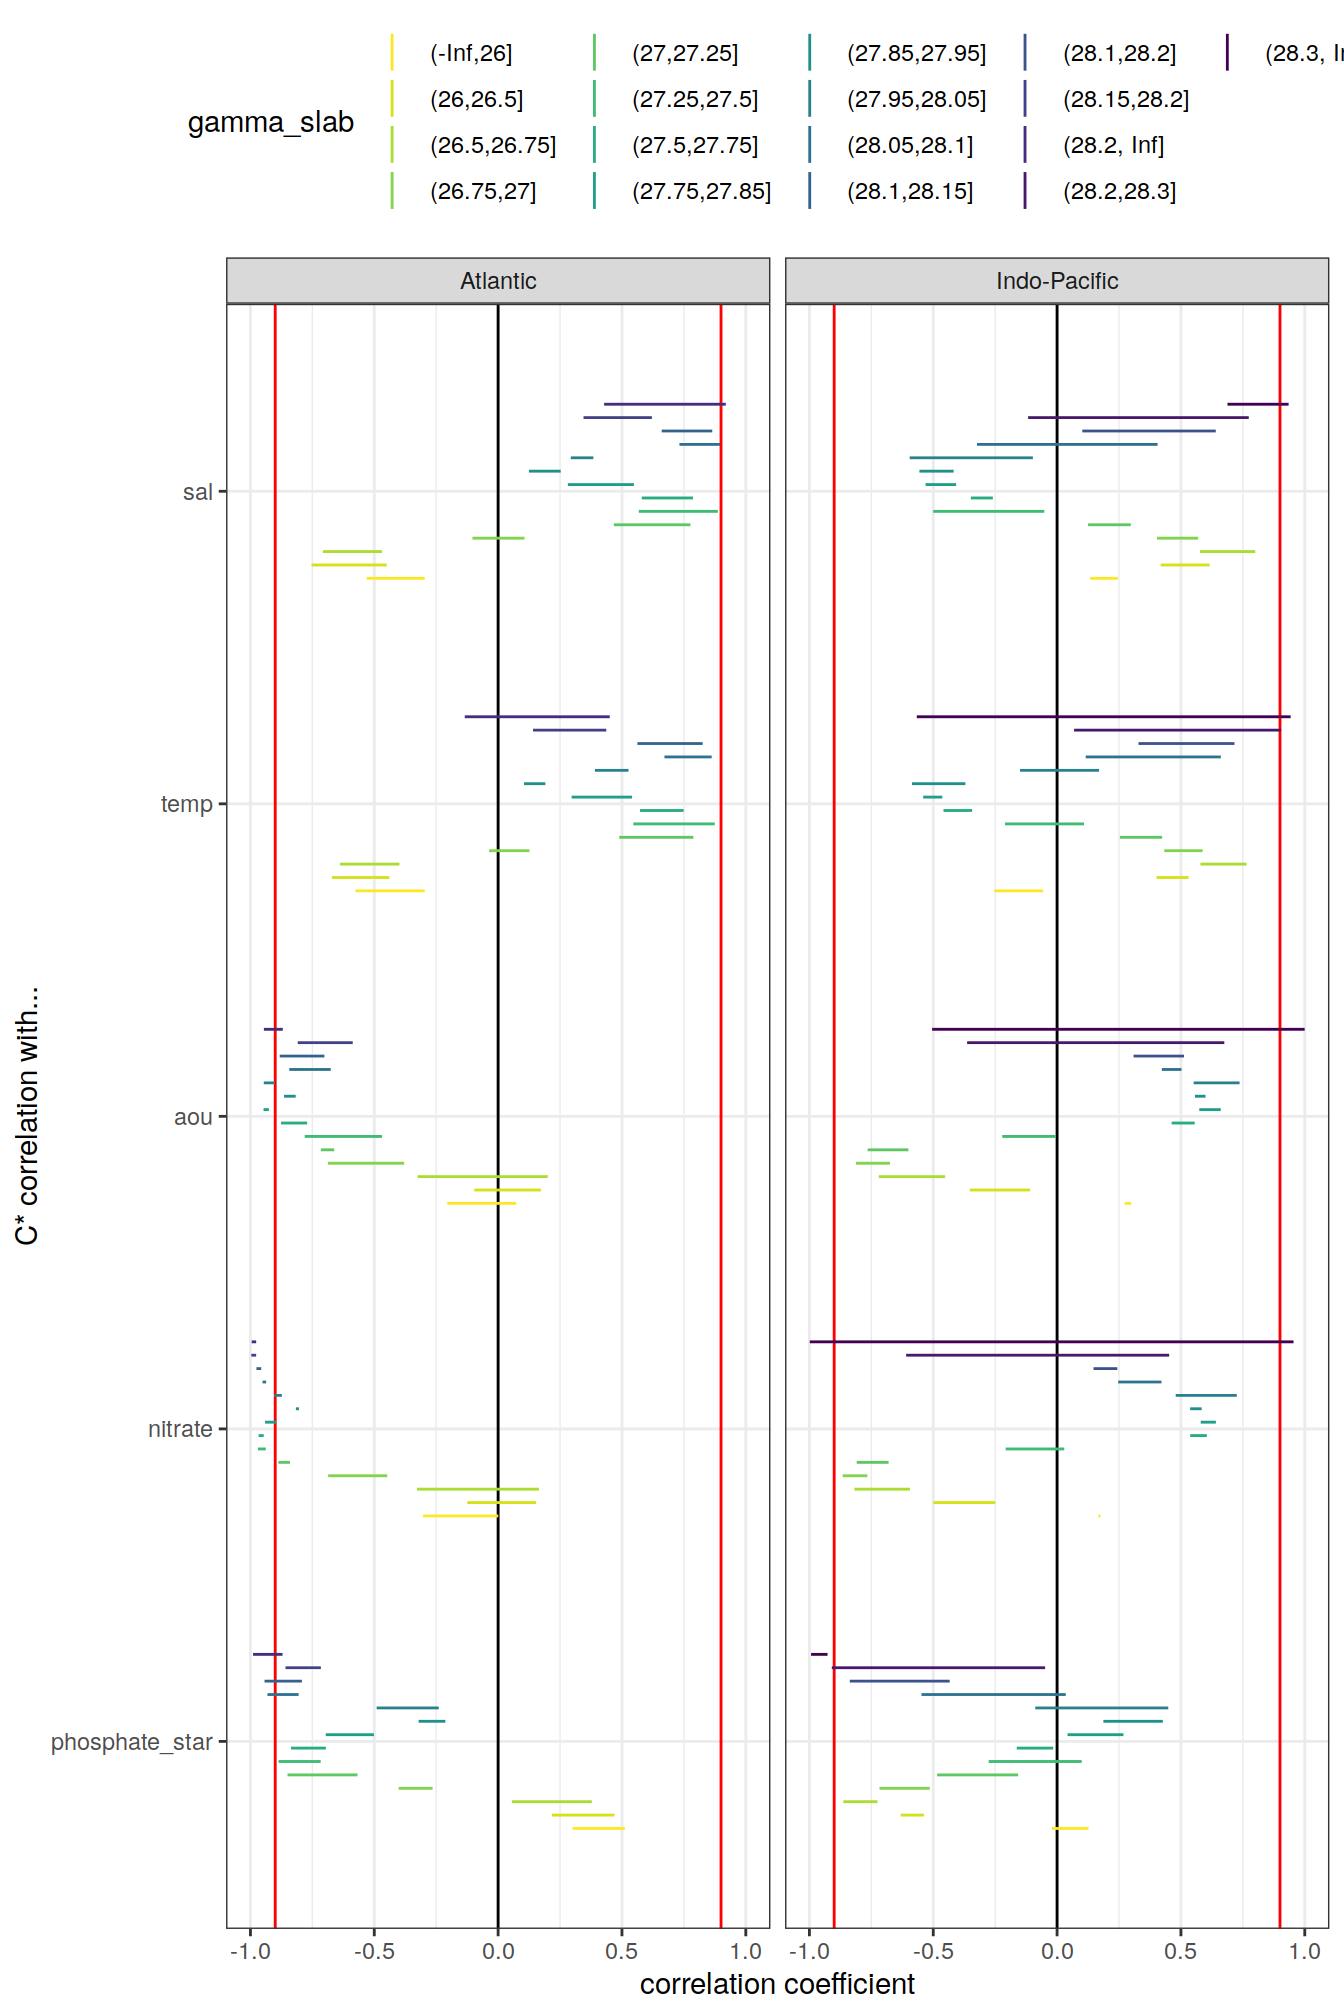 gamma_slab
(-Inf,26]
(26,26.5]
(26.5,26.75]
(26.75,27]
(27,27.25]
(27.25,27.5]
(27.5,27.75]
(27.75,27.85]
(27.85,27.95]
(27.95,28.05]
(28.05,28.1]
(28.1,28.15]
(28.1,28.2]
(28.15,28.2]
(28.2, Inf]
(28.2,28.3]
(28.3,
Atlantic
Indo-Pacific
C* correlation with...
sal
temp
aou
nitrate
phosphate_star
-1.0 -0.5 0.0 0.5 1.0
-1.0 -0.5 0.0 0.5 1.0
correlation coefficient